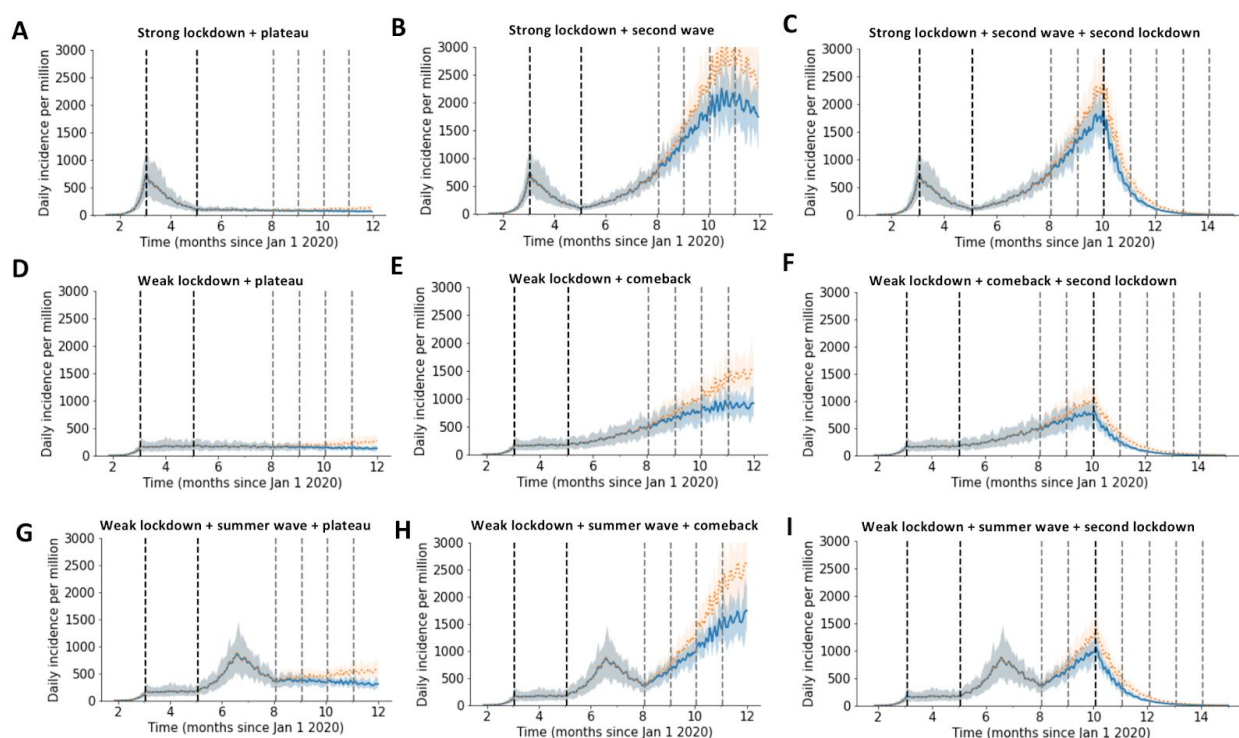 A
Strong lockdown + plateau
Daily incidence per million
3000
2500
2000
1500
1000
500
0
2 4 6 8 10 12
Time (months since Jan 1 2020)
B
Strong lockdown + second wave
Daily incidence per million
3000
2500
2000
1500
1000
500
0
2 4 6 8 10 12
Time (months since Jan 1 2020)
C
Strong lockdown + second wave + second lockdown
Daily incidence per million
3000
2500
2000
1500
1000
500
0
2 4 6 8 10 12 14
Time (months since Jan 1 2020)
D
Weak lockdown + plateau
Daily incidence per million
3000
2500
2000
1500
1000
500
0
2 4 6 8 10 12
Time (months since Jan 1 2020)
E
Weak lockdown + comeback
Daily incidence per million
3000
2500
2000
1500
1000
500
0
2 4 6 8 10 12
Time (months since Jan 1 2020)
F
Weak lockdown + comeback + second lockdown
Daily incidence per million
3000
2500
2000
1500
1000
500
0
2 4 6 8 10 12 14
Time (months since Jan 1 2020)
G
Weak lockdown + summer wave + plateau
Daily incidence per million
3000
2500
2000
1500
1000
500
0
2 4 6 8 10 12
Time (months since Jan 1 2020)
H
Weak lockdown + summer wave + comeback
Daily incidence per million
3000
2500
2000
1500
1000
500
0
2 4 6 8 10 12
Time (months since Jan 1 2020)
I
Weak lockdown + summer wave + second lockdown
Daily incidence per million
3000
2500
2000
1500
1000
500
0
2 4 6 8 10 12 14
Time (months since Jan 1 2020)